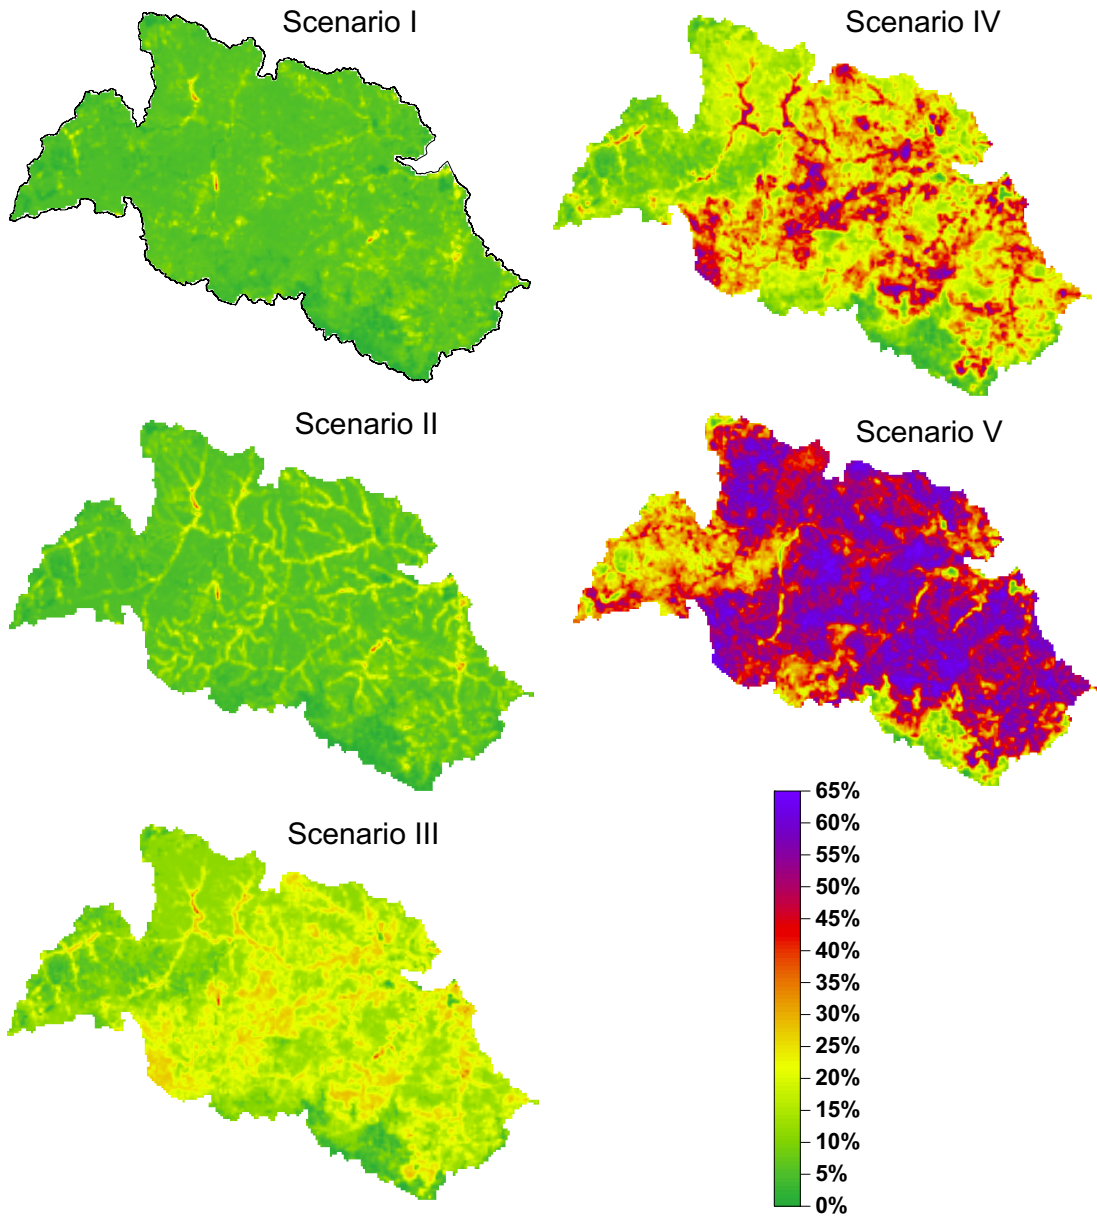 Scenario I
Scenario IV
Scenario II
Scenario V
Scenario III
65%
60%
55%
50%
45%
40%
35%
30%
25%
20%
15%
10%
5%
0%